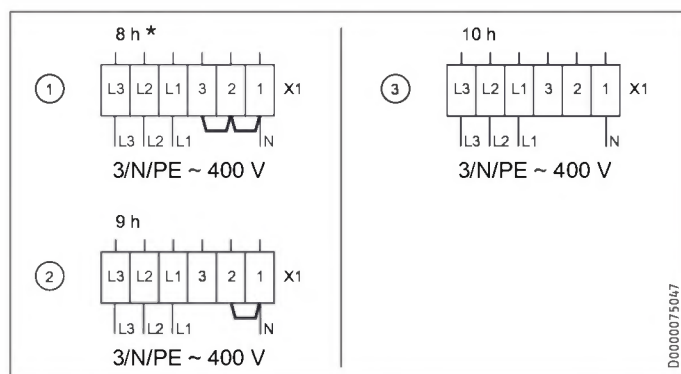 8 h *
1
L3 L2 L1 3 2 1 X1
L3 L2 L1 N
3/N/PE ~ 400 V
9 h
2
L3 L2 L1 3 2 1 X1
L3 L2 L1 N
3/N/PE ~ 400 V
10 h
3
L3 L2 L1 3 2 1 X1
L3 L2 L1 N
3/N/PE ~ 400 V
D0000075047